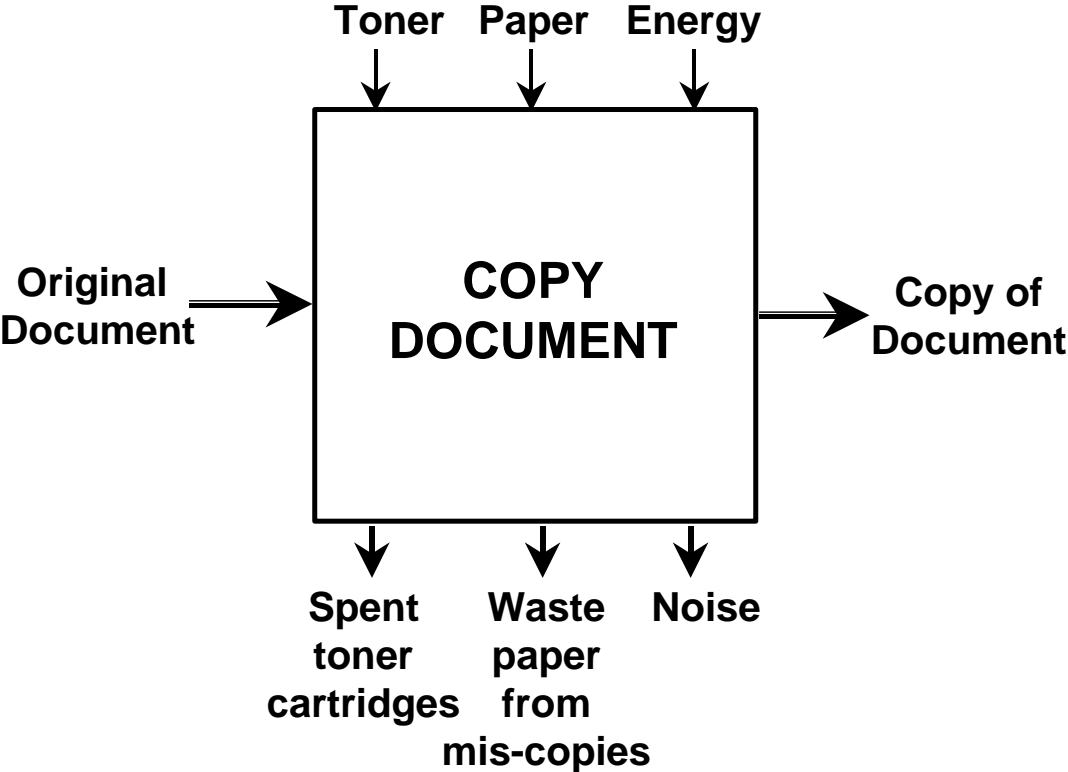 Toner Paper Energy
Original
Document
COPY
DOCUMENT
Copy of
Document
Spent
toner
cartridges
Waste
paper
from
mis-copies
Noise